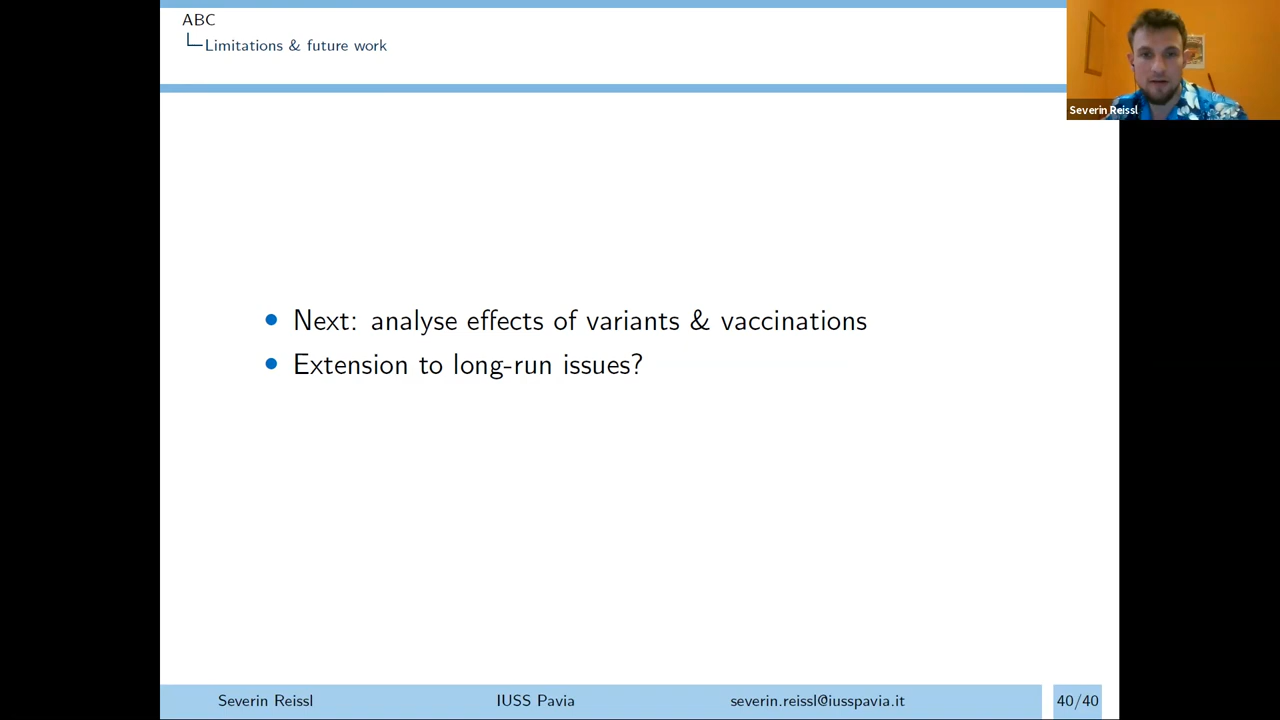 ABC
Limitations & future work
Severin Reissl
Next: analyse effects of variants & vaccinations
Extension to long-run issues?
Severin Reissl IUSS Pavia severin.reissl@iusspavia.it 40/40